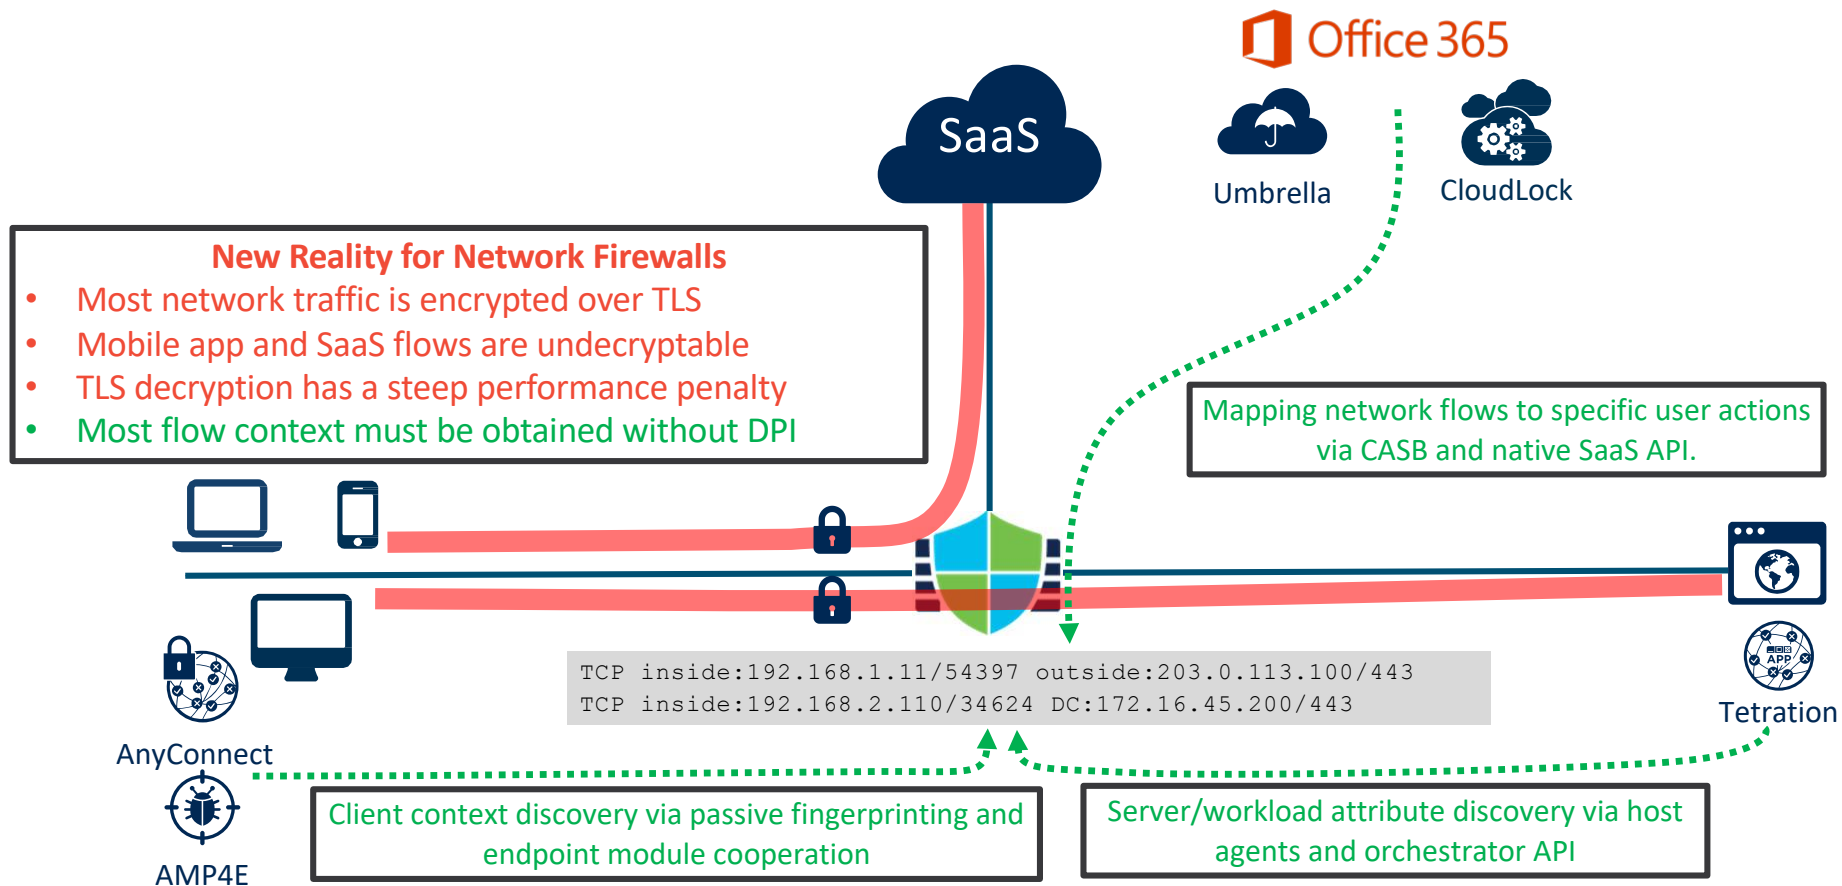 Office 365
SaaS
Umbrella
CloudLock
New Reality for Network Firewalls
• Most network traffic is encrypted over TLS
• Mobile app and SaaS flows are undecryptable
• TLS decryption has a steep performance penalty
• Most flow context must be obtained without DPI
Mapping network flows to specific user actions
via CASB and native SaaS API.
TCP inside:192.168.1.11/54397 outside:203.0.113.100/443
TCP inside:192.168.2.110/34624 DC:172.16.45.200/443
APP
Tetration
AnyConnect
Client context discovery via passive fingerprinting and
endpoint module cooperation
Server/workload attribute discovery via host
agents and orchestrator API
AMP4E